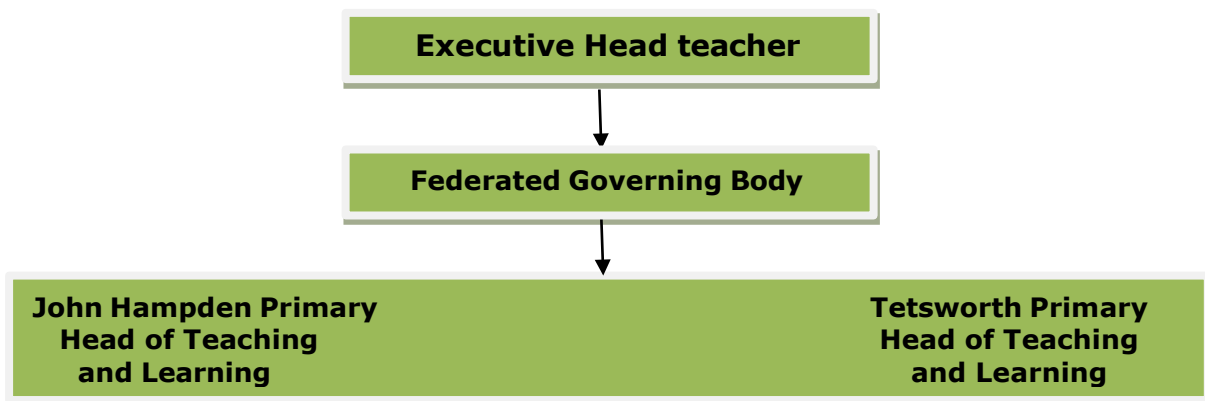 Executive Head teacher
Federated Governing Body
John Hampden Primary
Head of Teaching
and Learning
Tetsworth Primary
Head of Teaching
and Learning